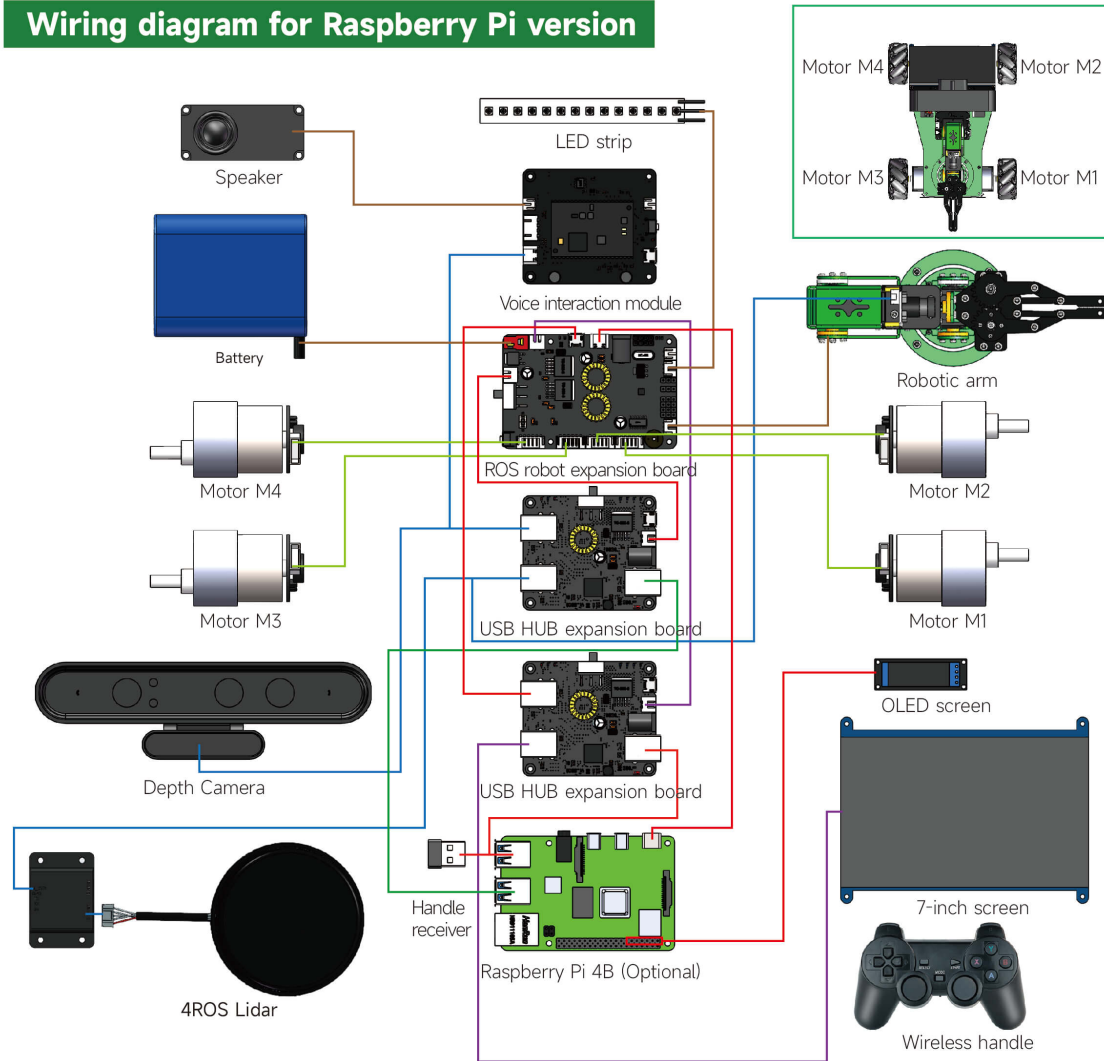 Wiring diagram for Raspberry Pi version
Motor M4
Motor M2
Motor M3
Motor M1
Speaker
LED strip
Voice interaction module
Battery
Robotic arm
ROS robot expansion board
Motor M4
Motor M2
USB HUB expansion board
Motor M3
Motor M1
OLED screen
USB HUB expansion board
Depth Camera
Handle
receiver
7-inch screen
Raspberry Pi 4B (Optional)
4ROS Lidar
Wireless handle